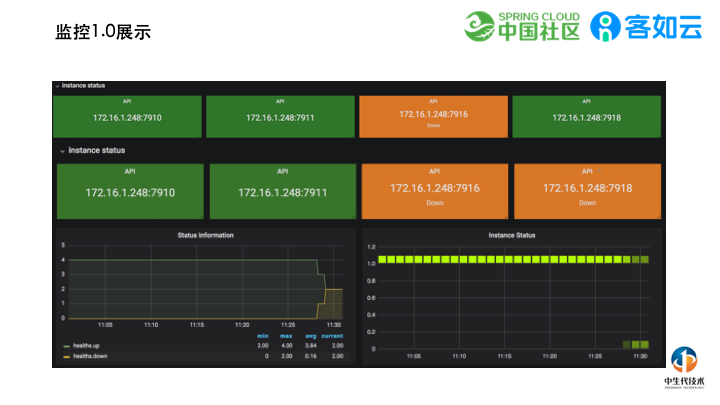 监控1.0展示
SPRING CLOUD
中国社区
客如云
Instance status
API
172.16.1.248:7910
API
172.16.1.248:7911
API
172.16.1.248:7916
Down
API
172.16.1.248:7918
Instance status
API
172.16.1.248:7910
API
172.16.1.248:7911
API
172.16.1.248:7916
Down
API
172.16.1.248:7918
Down
Status Information
5
4
3
2
1
0
11:05 11:10 11:15 11:20 11:25 11:30
min max avg current
healths.up 2.00 4.00 3.84 2.00
healths.down 0 2.00 0.16 2.00
Instance Status
1.2
1.0
0.8
0.6
0.4
0.2
0
11:05 11:10 11:15 11:20 11:25 11:30
中生代技术